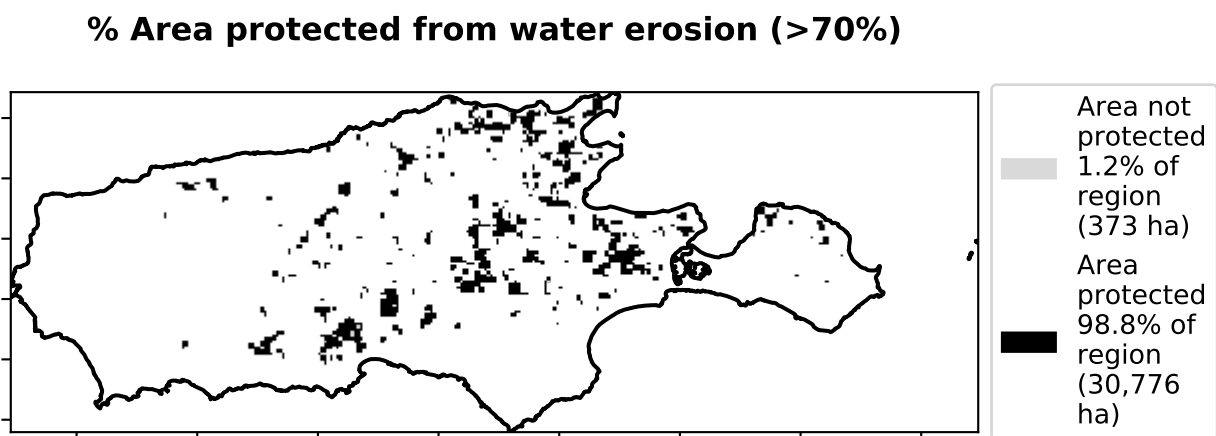 % Area protected from water erosion (>70%)
Area not
protected
1.2% of
region
(373 ha)
Area
protected
98.8% of
region
(30,776
ha)